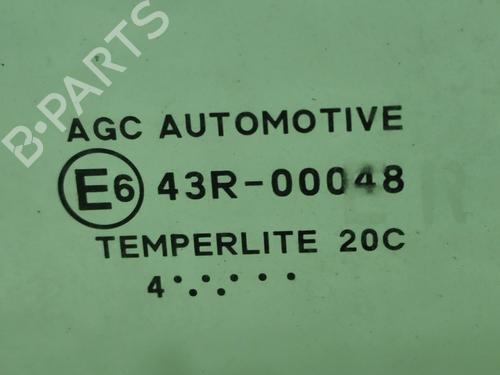 B-PARTS
AGC AUTOMOTIVE
E6 43R-00048
TEMPERLITE 20C
4